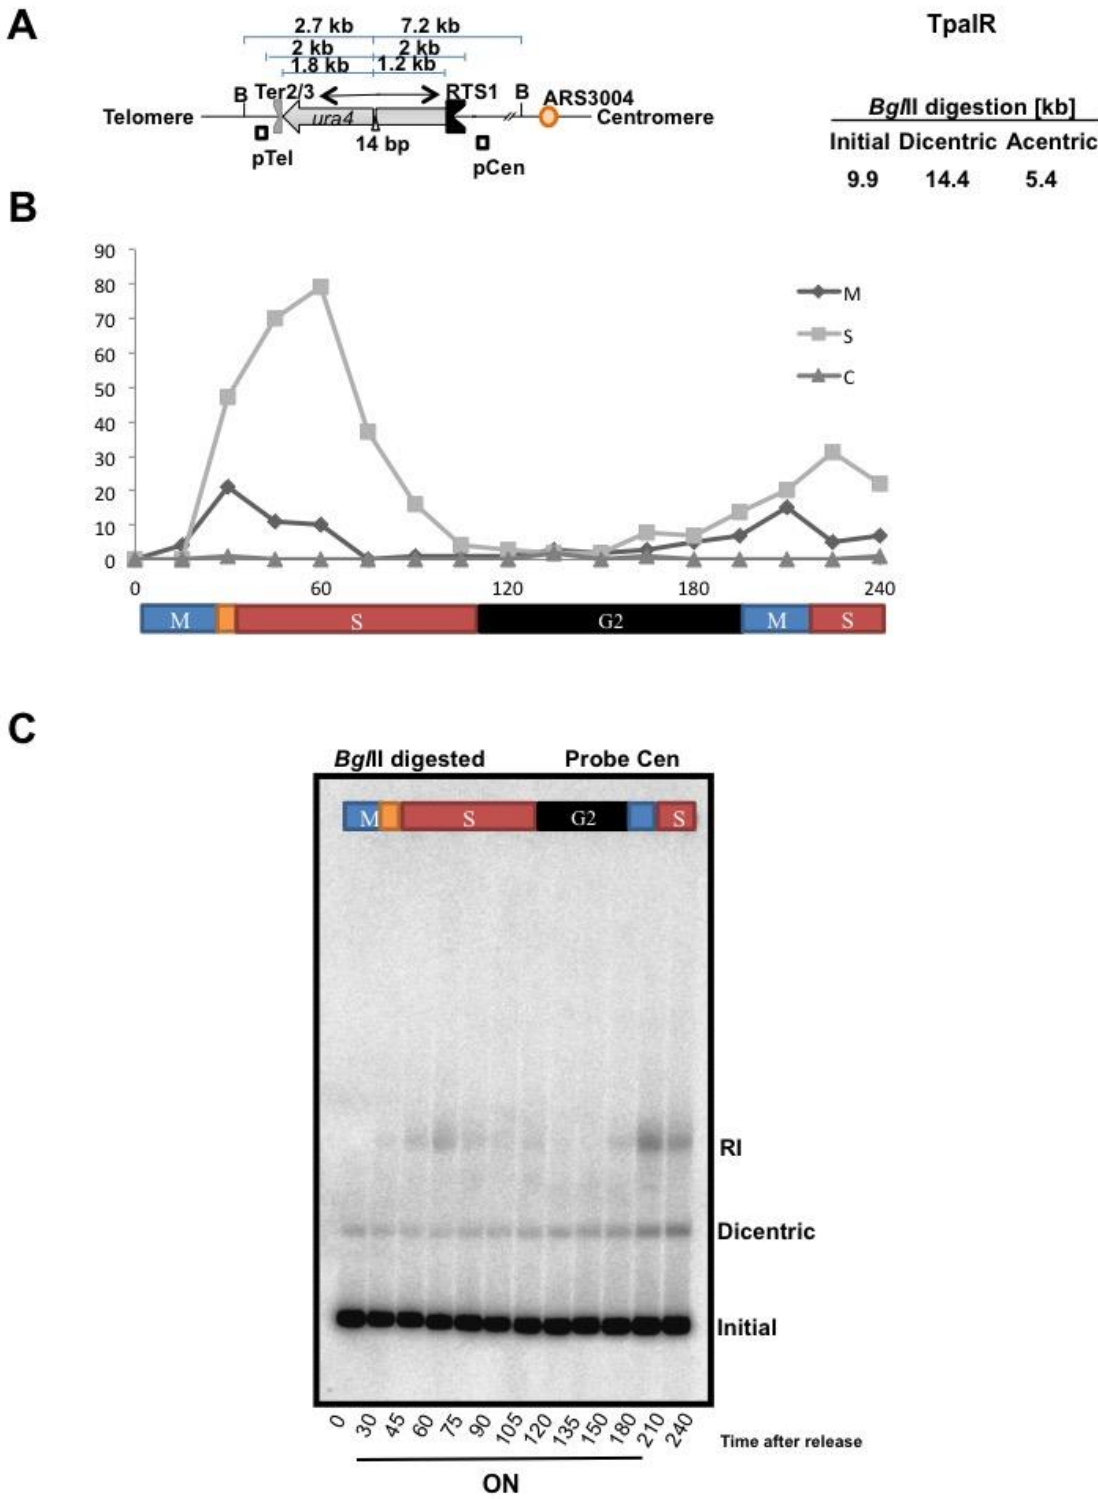 A
TpalR
2.7 kb 7.2 kb
2 kb 2 kb
1.8 kb 1.2 kb
B Ter2/3 RTS1 B ARS3004
Telomere ura4 Centromere
14 bp
pTel pCen
BglII digestion [kb]
Initial Dicentric Acentric
9.9 14.4 5.4
B
90
80
70
60
50
40
30
20
10
0
M
S
C
0 60 120 180 240
M S G2 M S
C
BglII digested Probe Cen
M S G2 S
RI
Dicentric
Initial
0 30 45 60 75 90 105 120 135 150 180 210 240
Time after release
ON